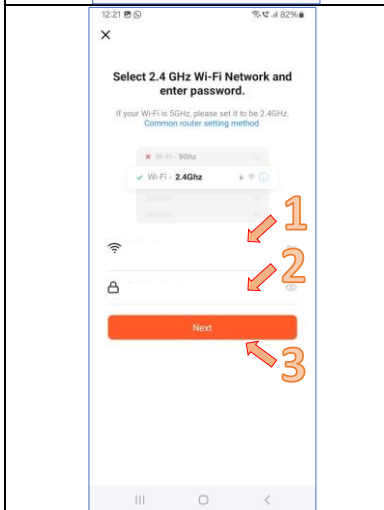 12:21 82%
Select 2.4 GHz Wi-Fi Network and
enter password.
If your Wi-Fi is 5GHz, please set it to be 2.4GHz.
Common router setting method
Wi-Fi - 5Ghz
Wi-Fi - 2.4Ghz
1
2
Next
3